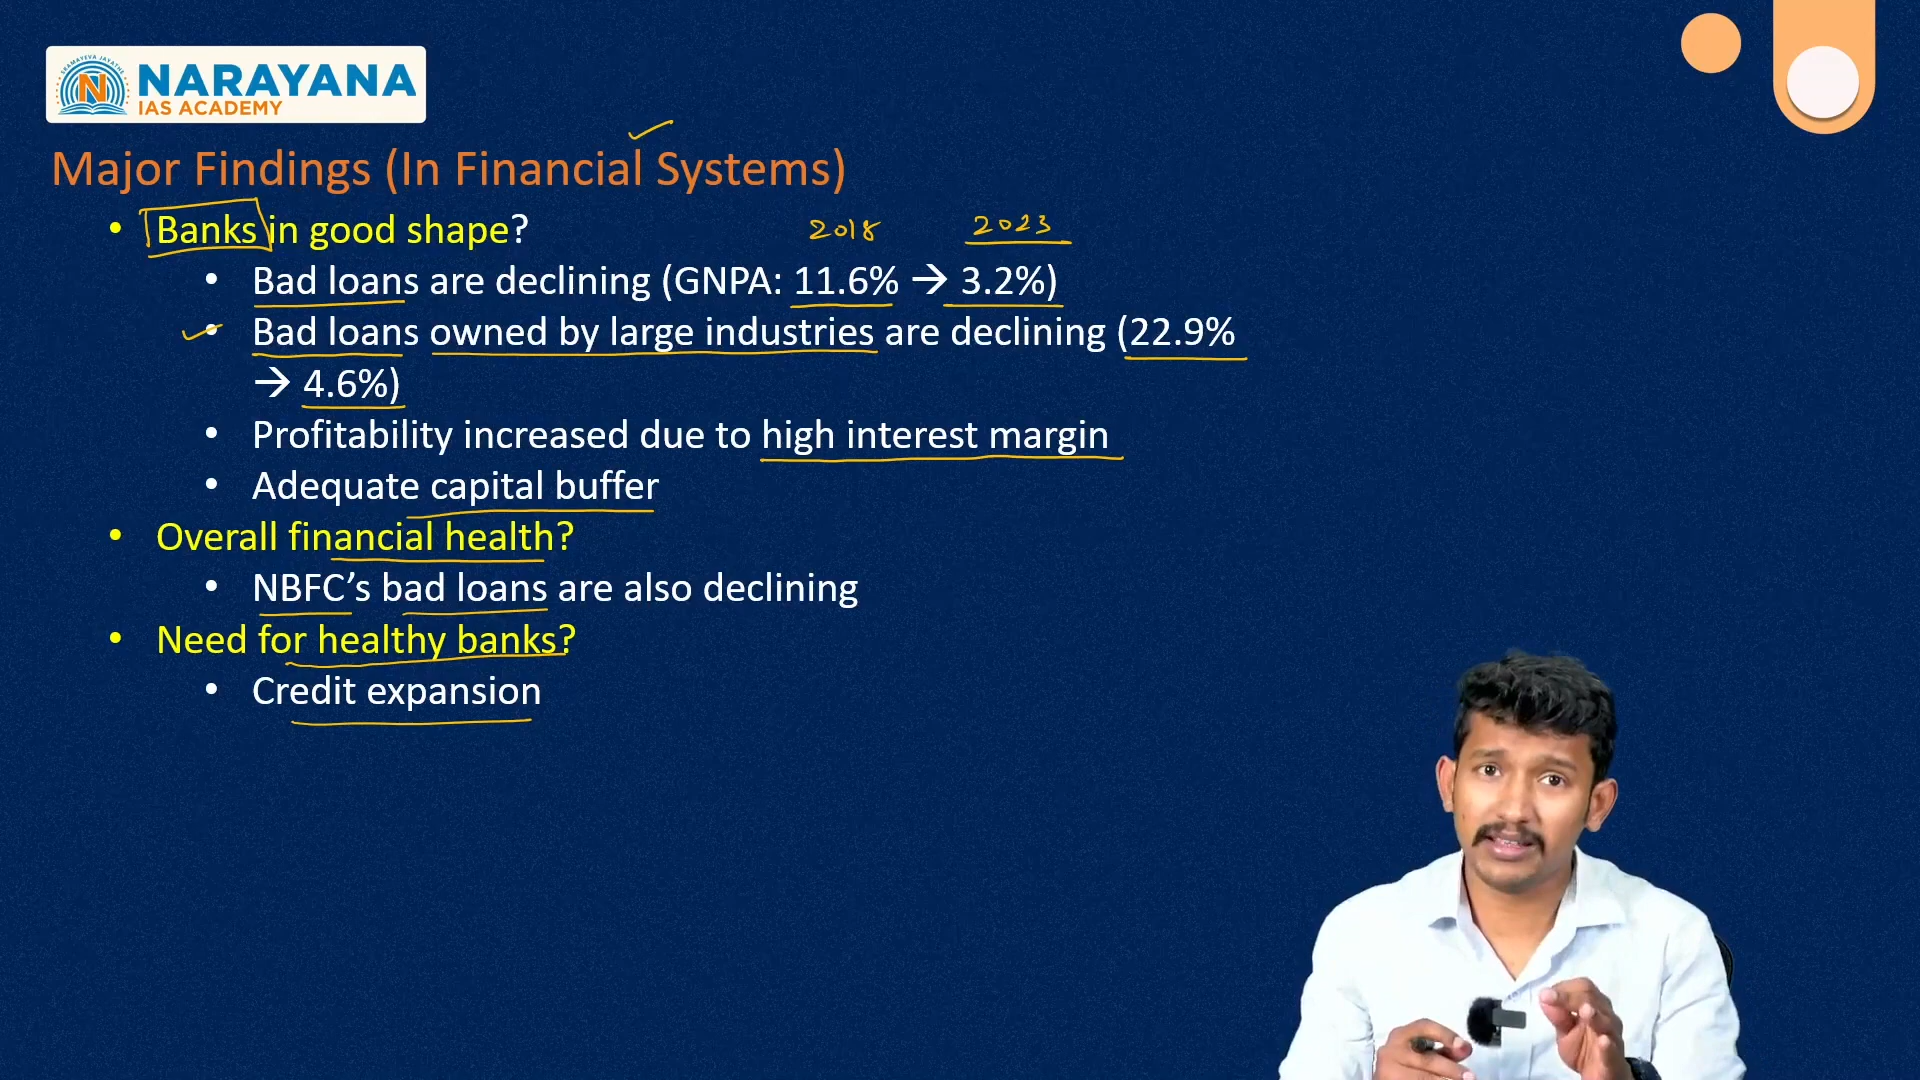 NARAYANA
IAS ACADEMY
Major Findings (In Financial Systems)
• Banks in good shape?
2018 2023
• Bad loans are declining (GNPA: 11.6% → 3.2%)
• Bad loans owned by large industries are declining (22.9%
→ 4.6%)
• Profitability increased due to high interest margin
• Adequate capital buffer
• Overall financial health?
• NBFC’s bad loans are also declining
• Need for healthy banks?
• Credit expansion